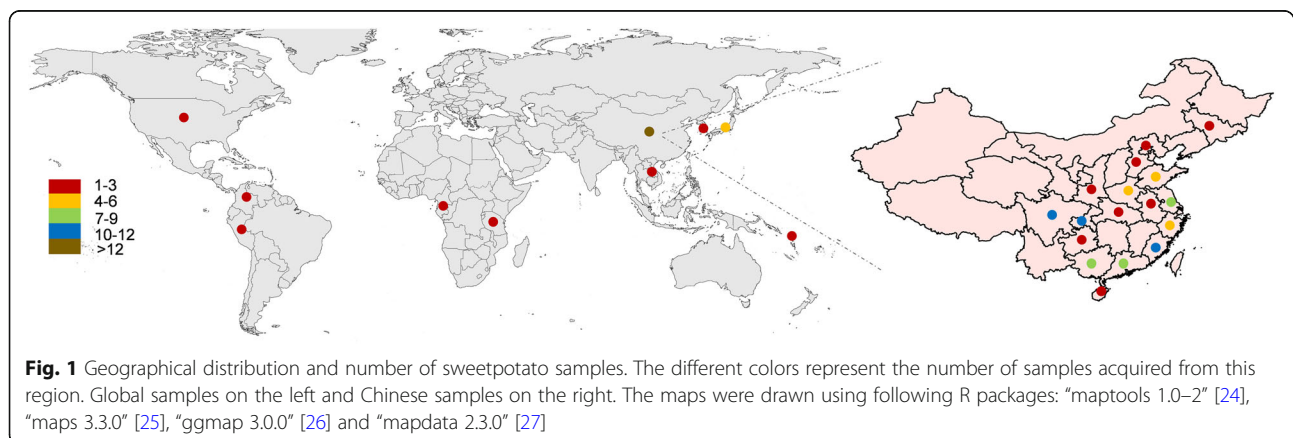 1-3
4-6
7-9
10-12
>12
Fig. 1 Geographical distribution and number of sweetpotato samples. The different colors represent the number of samples acquired from this
region. Global samples on the left and Chinese samples on the right. The maps were drawn using following R packages: “maptools 1.0–2” [24],
“maps 3.3.0” [25], “ggmap 3.0.0” [26] and “mapdata 2.3.0” [27]